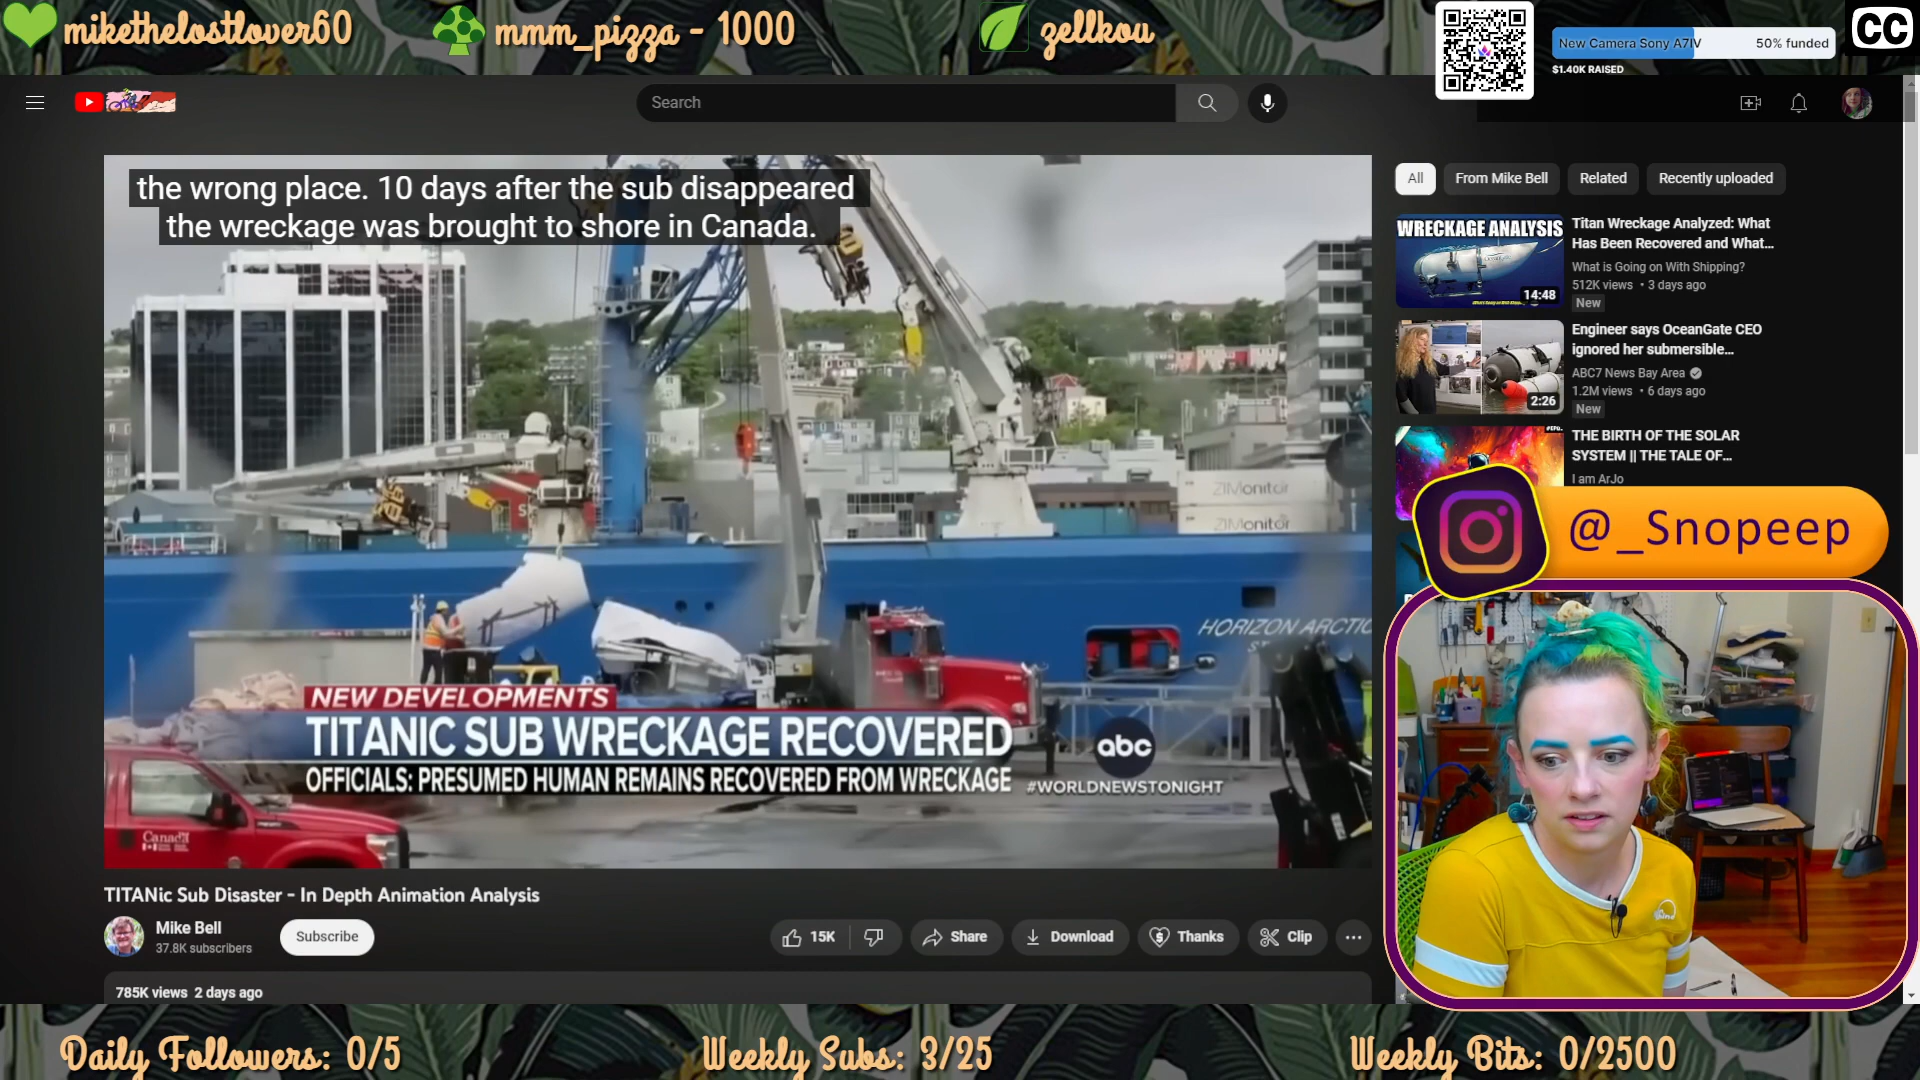 mikethelostlover60
mmm_pizza - 1000
zellkou
New Camera Sony A7IV 50% funded
$1.40K RAISED
CC
Search
the wrong place. 10 days after the sub disappeared
the wreckage was brought to shore in Canada.
ZIMonitor
ZIMonitor
HORIZON ARCTIC
NEW DEVELOPMENTS
TITANIC SUB WRECKAGE RECOVERED
OFFICIALS: PRESUMED HUMAN REMAINS RECOVERED FROM WRECKAGE
abc
#WORLDNEWSTONIGHT
Canada
TITANic Sub Disaster - In Depth Animation Analysis
Mike Bell
37.8K subscribers
Subscribe
15K
Share
Download
Thanks
Clip
785K views 2 days ago
All
From Mike Bell
Related
Recently uploaded
WRECKAGE ANALYSIS
14:48
Titan Wreckage Analyzed: What
Has Been Recovered and What...
What is Going on With Shipping?
512K views • 3 days ago
New
2:26
Engineer says OceanGate CEO
ignored her submersible...
ABC7 News Bay Area
1.2M views • 6 days ago
New
THE BIRTH OF THE SOLAR
SYSTEM || THE TALE OF...
I am ArJo
@_Snopeep
Daily Followers: 0/5
Weekly Subs: 3/25
Weekly Bits: 0/2500